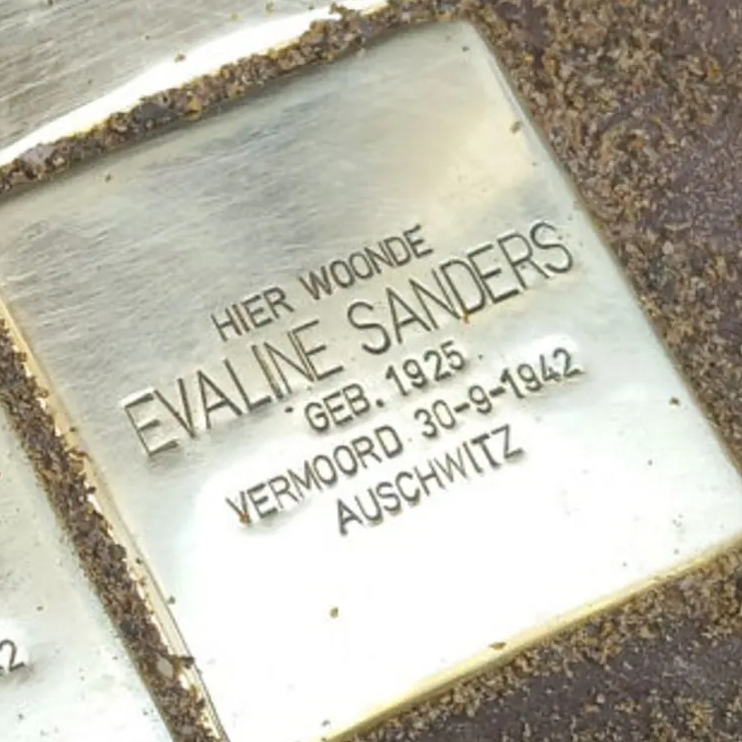 HIER WOONDE
EVALINE SANDERS
GEB. 1925
VERMOORD 30-9-1942
AUSCHWITZ